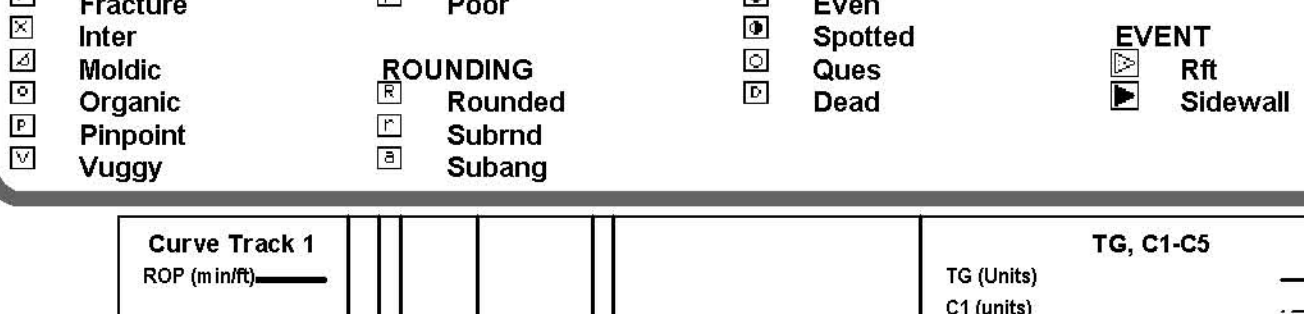 Fracture
Inter
Moldic
Organic
P Pinpoint
V Vuggy
Poor
ROUNDING
R Rounded
r Subrnd
a Subang
Even
Spotted
Ques
D Dead
EVENT
Rft
Sidewall
Curve Track 1
ROP (min/ft)
TG, C1-C5
TG (Units)
C1 (units)